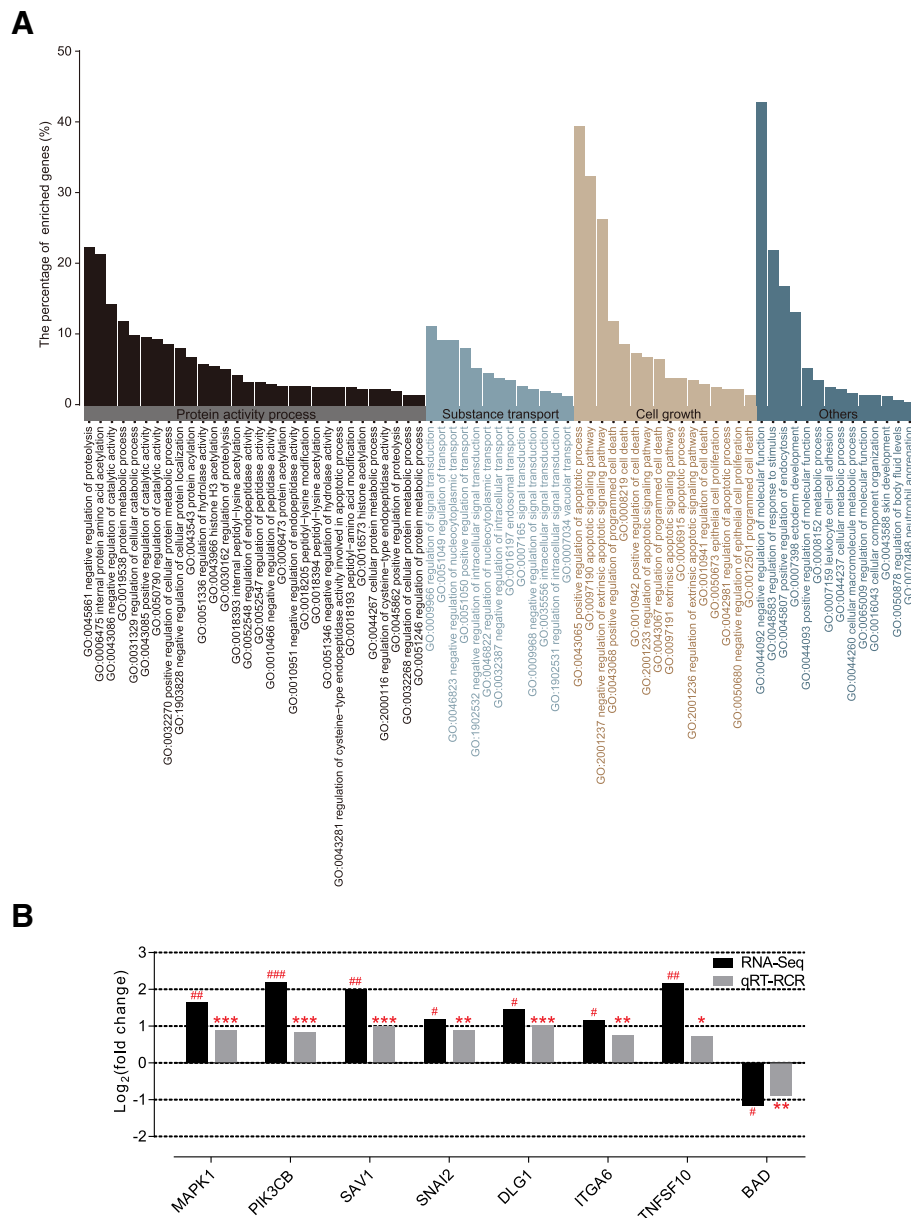 A
The percentage of enriched genes (%)
50
40
30
20
10
0
Protein activity process
Substance transport
Cell growth
Others
GO:0045861 negative regulation of proteolysis
GO:0006475 internal protein amino acid acetylation
GO:0043086 negative regulation of catalytic activity
GO:0019538 protein metabolic process
GO:0031329 regulation of cellular catabolic process
GO:0043085 positive regulation of catalytic activity
GO:0050790 regulation of catalytic activity
GO:0032270 positive regulation of cellular protein metabolic process
GO:1903828 negative regulation of cellular protein localization
GO:0043543 protein acylation
GO:0051336 regulation of hydrolase activity
GO:0043966 histone H3 acetylation
GO:0030162 regulation of proteolysis
GO:0018393 internal peptidyl−lysine acetylation
GO:0052548 regulation of endopeptidase activity
GO:0052547 regulation of peptidase activity
GO:0010466 negative regulation of peptidase activity
GO:0006473 protein acetylation
GO:0010951 negative regulation of endopeptidase activity
GO:0018205 peptidyl−lysine modification
GO:0018394 peptidyl−lysine acetylation
GO:0051346 negative regulation of hydrolase activity
GO:0043281 regulation of cysteine−type endopeptidase activity involved in apoptotic process
GO:0018193 peptidyl−amino acid modification
GO:0016573 histone acetylation
GO:0044267 cellular protein metabolic process
GO:2000116 regulation of cysteine−type endopeptidase activity
GO:0045862 positive regulation of proteolysis
GO:0032268 regulation of cellular protein metabolic process
GO:0051246 regulation of protein metabolic process
GO:0009966 regulation of signal transduction
GO:0051049 regulation of transport
GO:0046823 negative regulation of nucleocytoplasmic transport
GO:0051050 positive regulation of transport
GO:1902532 negative regulation of intracellular signal transduction
GO:0046822 regulation of nucleocytoplasmic transport
GO:0032387 negative regulation of intracellular transport
GO:0016197 endosomal transport
GO:0007165 signal transduction
GO:0009968 negative regulation of signal transduction
GO:0035556 intracellular signal transduction
GO:1902531 regulation of intracellular signal transduction
GO:0007034 vacuolar transport
GO:0043065 positive regulation of apoptotic process
GO:0097190 apoptotic signaling pathway
GO:2001237 negative regulation of extrinsic apoptotic signaling pathway
GO:0043068 positive regulation of programmed cell death
GO:0008219 cell death
GO:0010942 positive regulation of cell death
GO:2001233 regulation of apoptotic signaling pathway
GO:0043067 regulation of programmed cell death
GO:0097191 extrinsic apoptotic signaling pathway
GO:0006915 apoptotic process
GO:2001236 regulation of extrinsic apoptotic signaling pathway
GO:0010941 regulation of cell death
GO:0050673 epithelial cell proliferation
GO:0042981 regulation of apoptotic process
GO:0050680 negative regulation of epithelial cell proliferation
GO:0012501 programmed cell death
GO:0044092 negative regulation of molecular function
GO:0048583 regulation of response to stimulus
GO:0045807 positive regulation of endocytosis
GO:0007398 ectoderm development
GO:0044093 positive regulation of molecular function
GO:0008152 metabolic process
GO:0007159 leukocyte cell−cell adhesion
GO:0044237 cellular metabolic process
GO:0044260 cellular macromolecule metabolic process
GO:0065009 regulation of molecular function
GO:0016043 cellular component organization
GO:0043588 skin development
GO:0050878 regulation of body fluid levels
B
Log2(fold change)
3
2
1
0
-1
-2
RNA-Seq
qRT-RCR
##
***
###
***
##
***
#
**
#
***
#
**
##
*
#
**
MAPK1
PIK3CB
SAV1
SNAI2
DLG1
ITGA6
TNFSF10
BAD